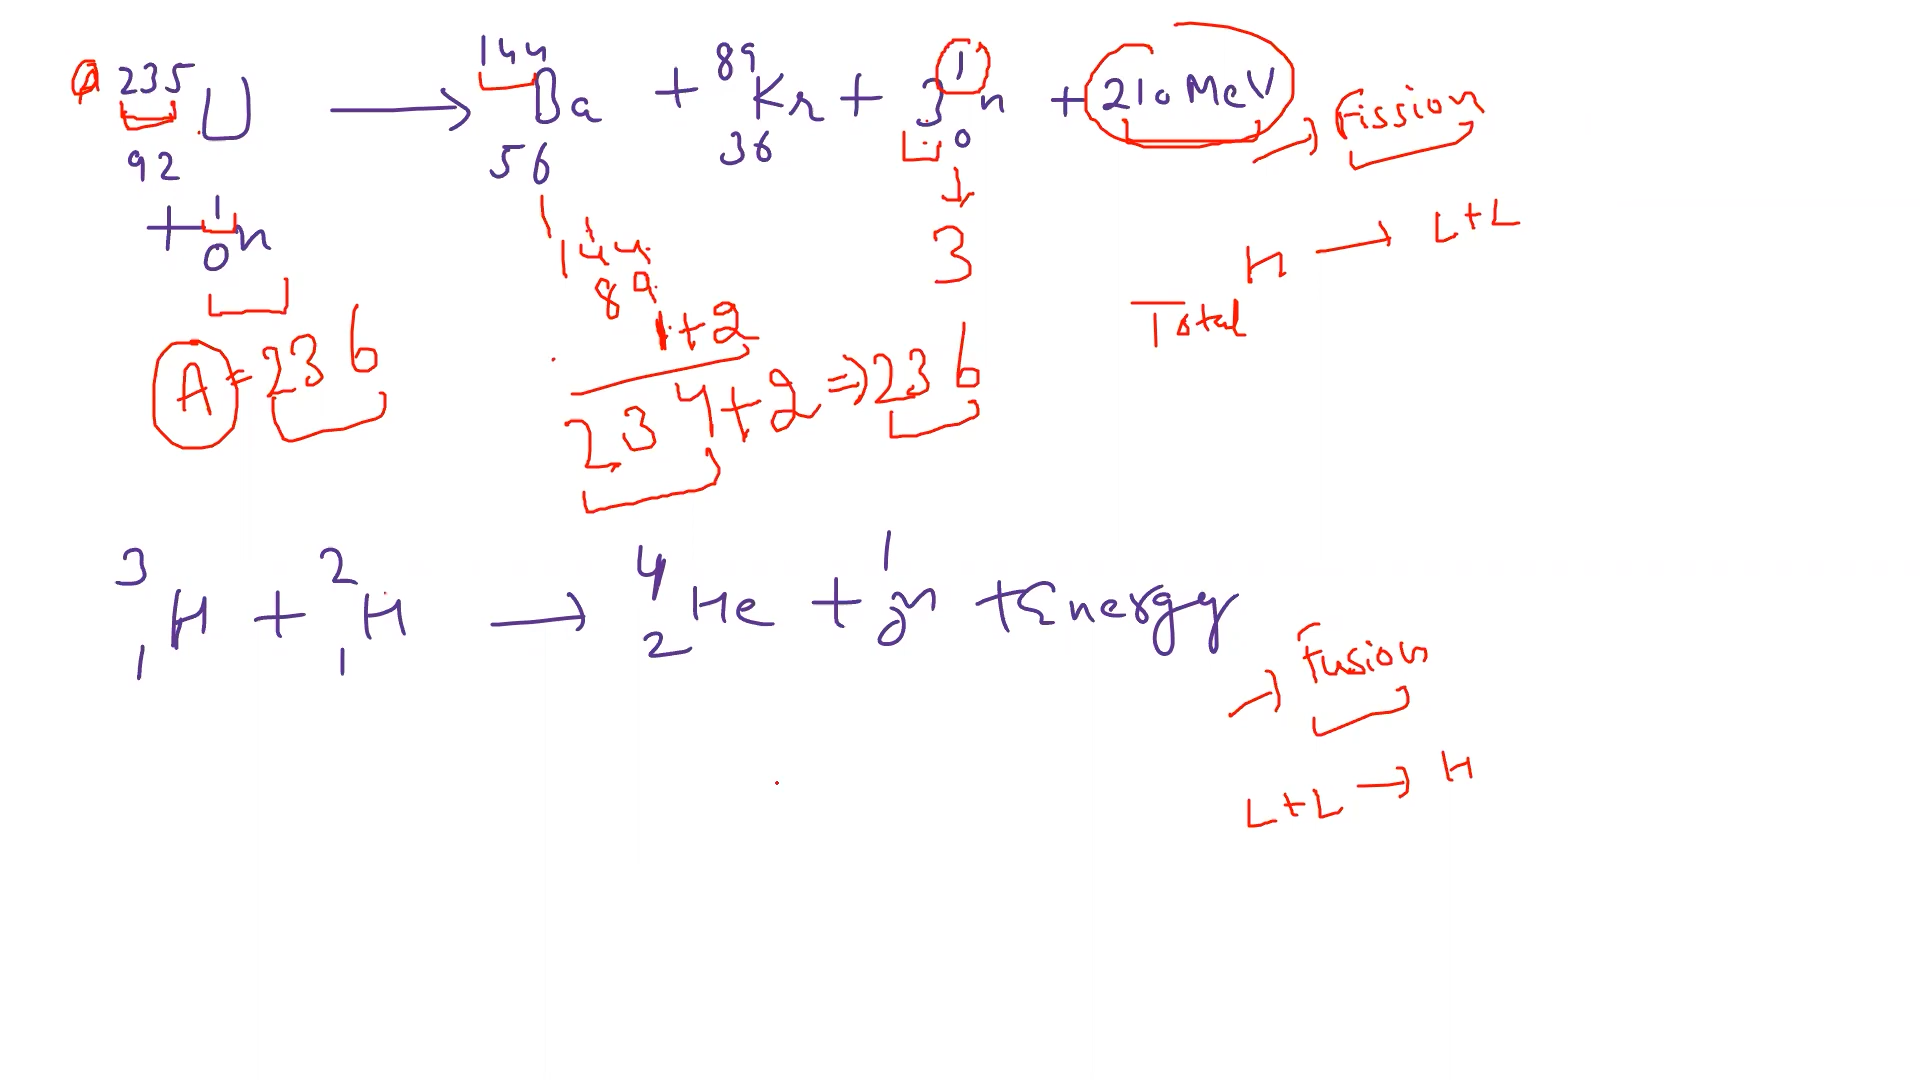 235 144 89 1
U → Ba + Kr + 3 n + 210 MeV → Fission
92 56 36 0
+ 1 n
0
3
H → L+L
Total
144
89
1+2
A = 236
234+2 ⇒ 236
3 2 4 1
H + H → He + n + Energy
1 1 2 0
→ Fusion
L+L → H